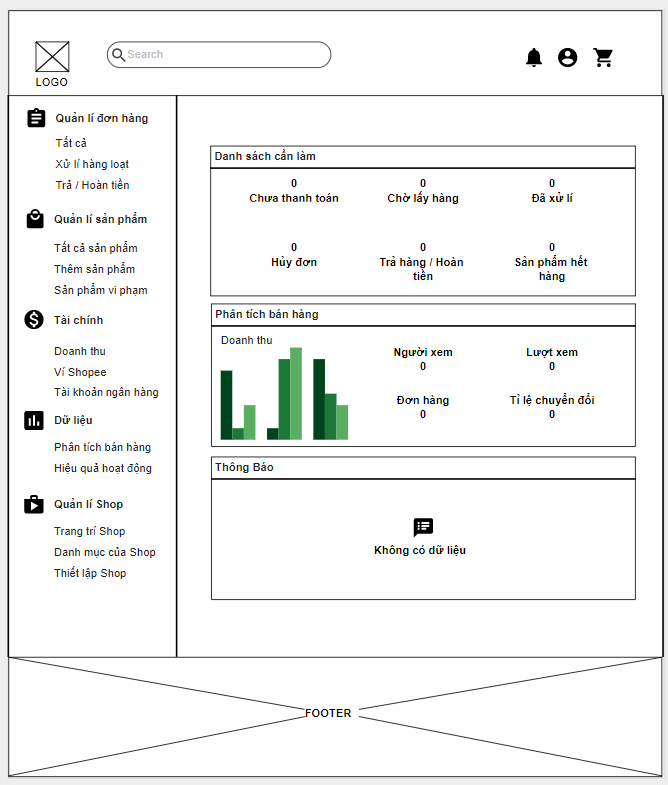 Search
LOGO
Quản lí đơn hàng
Tất cả
Xử lí hàng loạt
Trả / Hoàn tiền
Quản lí sản phẩm
Tất cả sản phẩm
Thêm sản phẩm
Sản phẩm vi phạm
Tài chính
Doanh thu
Ví Shopee
Tài khoản ngân hàng
Dữ liệu
Phân tích bán hàng
Hiệu quả hoạt động
Quản lí Shop
Trang trí Shop
Danh mục của Shop
Thiết lập Shop
Danh sách cần làm
0 0 0
Chưa thanh toán Chờ lấy hàng Đã xử lí
0 0 0
Hủy đơn Trả hàng / Hoàn Sản phẩm hết
tiền hàng
Phân tích bán hàng
Doanh thu
Người xem Lượt xem
0 0
Đơn hàng Tỉ lệ chuyển đổi
0 0
Thông Báo
Không có dữ liệu
FOOTER